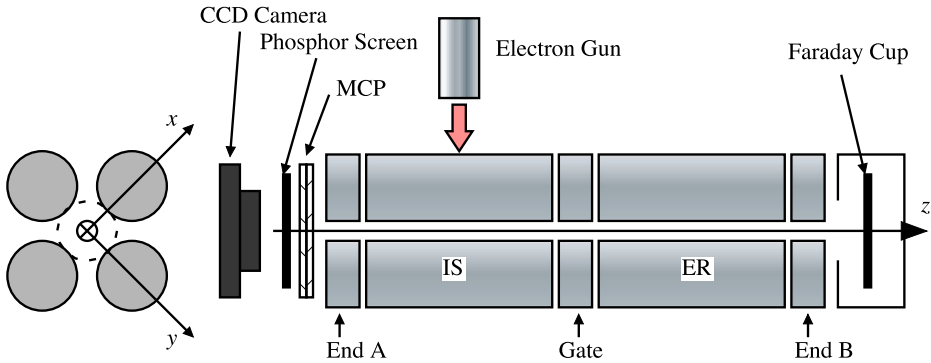 CCD Camera
Phosphor Screen
MCP
Electron Gun
Faraday Cup
x
y
z
IS
ER
End A
Gate
End B